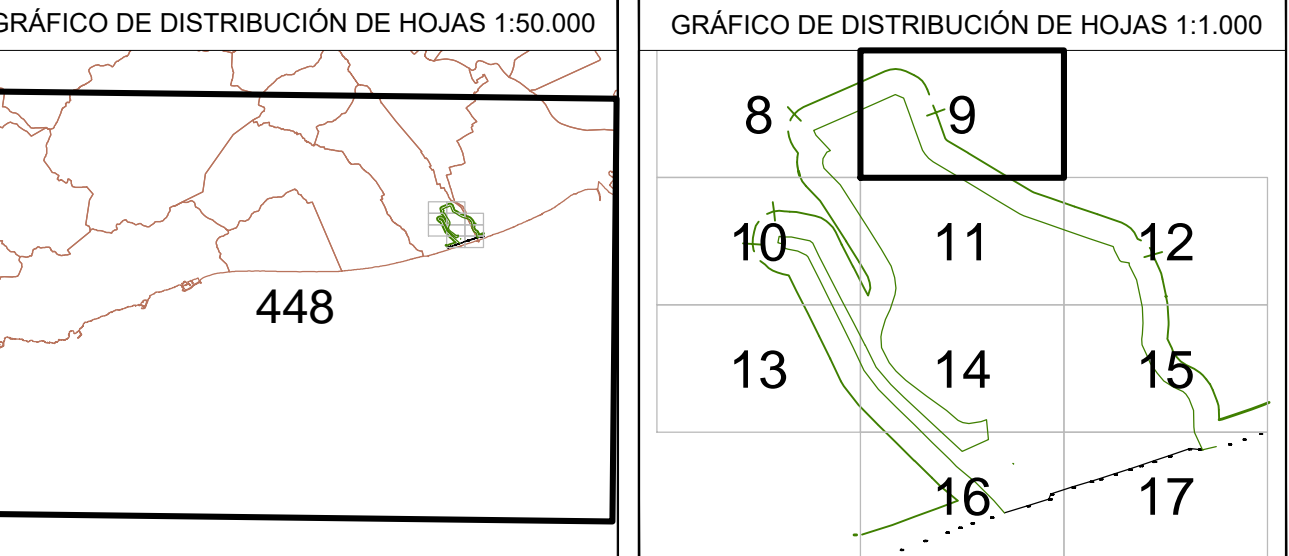 GRÁFICO DE DISTRIBUCIÓN DE HOJAS 1:50.000
448
GRÁFICO DE DISTRIBUCIÓN DE HOJAS 1:1.000
8 9
10 11 12
13 14 15
16 17